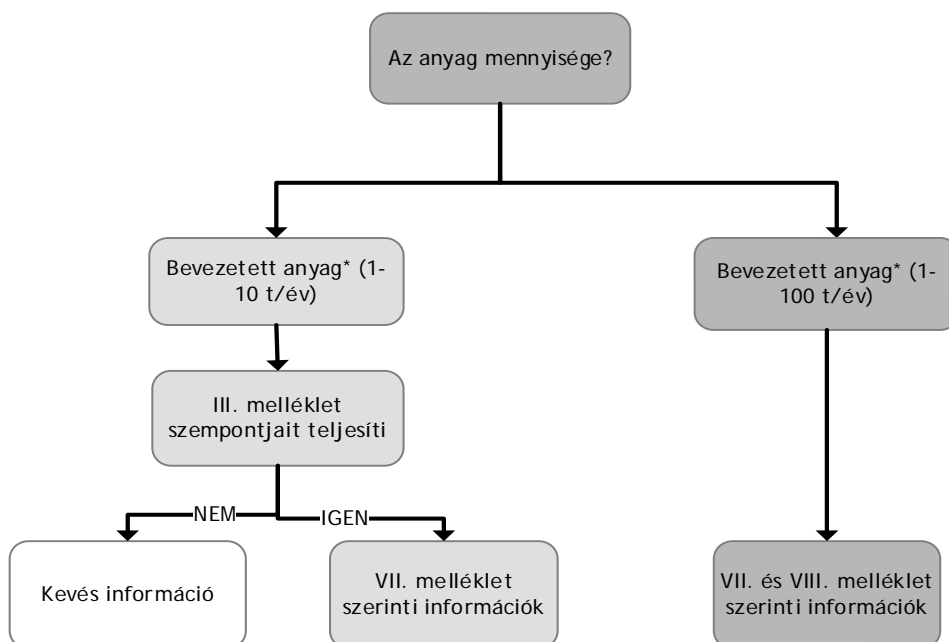 Az anyag mennyisége?
Bevezetett anyag* (1-
10 t/év)
Bevezetett anyag* (1-
100 t/év)
III. melléklet
szempontjait teljesíti
NEM
IGEN
Kevés információ
VII. melléklet
szerinti információk
VII. és VIII. melléklet
szerinti információk